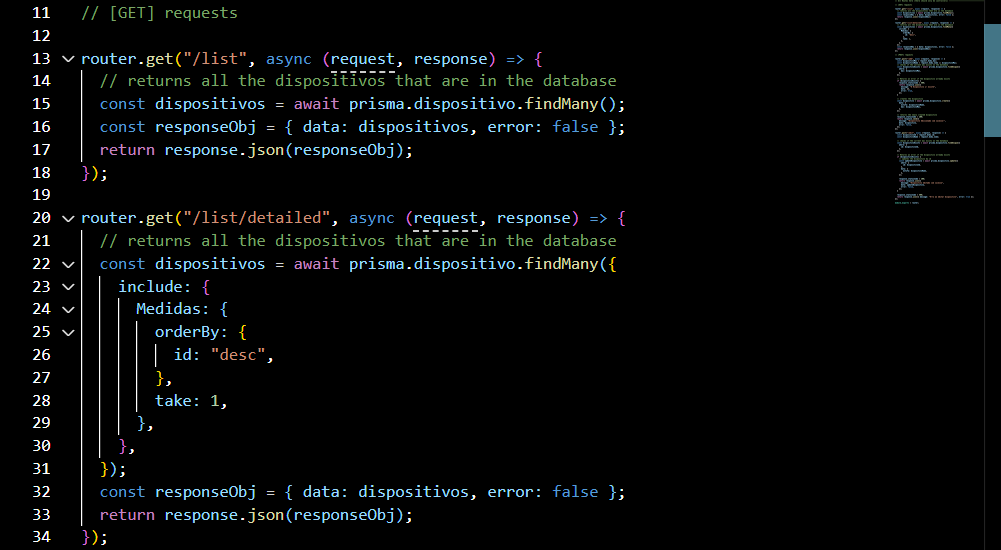 11 // [GET] requests
12
13 router.get("/list", async (request, response) => {
14 // returns all the dispositivos that are in the database
15 const dispositivos = await prisma.dispositivo.findMany();
16 const responseObj = { data: dispositivos, error: false };
17 return response.json(responseObj);
18 });
19
20 router.get("/list/detailed", async (request, response) => {
21 // returns all the dispositivos that are in the database
22 const dispositivos = await prisma.dispositivo.findMany({
23 include: {
24 Medidas: {
25 orderBy: {
26 id: "desc",
27 },
28 take: 1,
29 },
30 },
31 });
32 const responseObj = { data: dispositivos, error: false };
33 return response.json(responseObj);
34 });